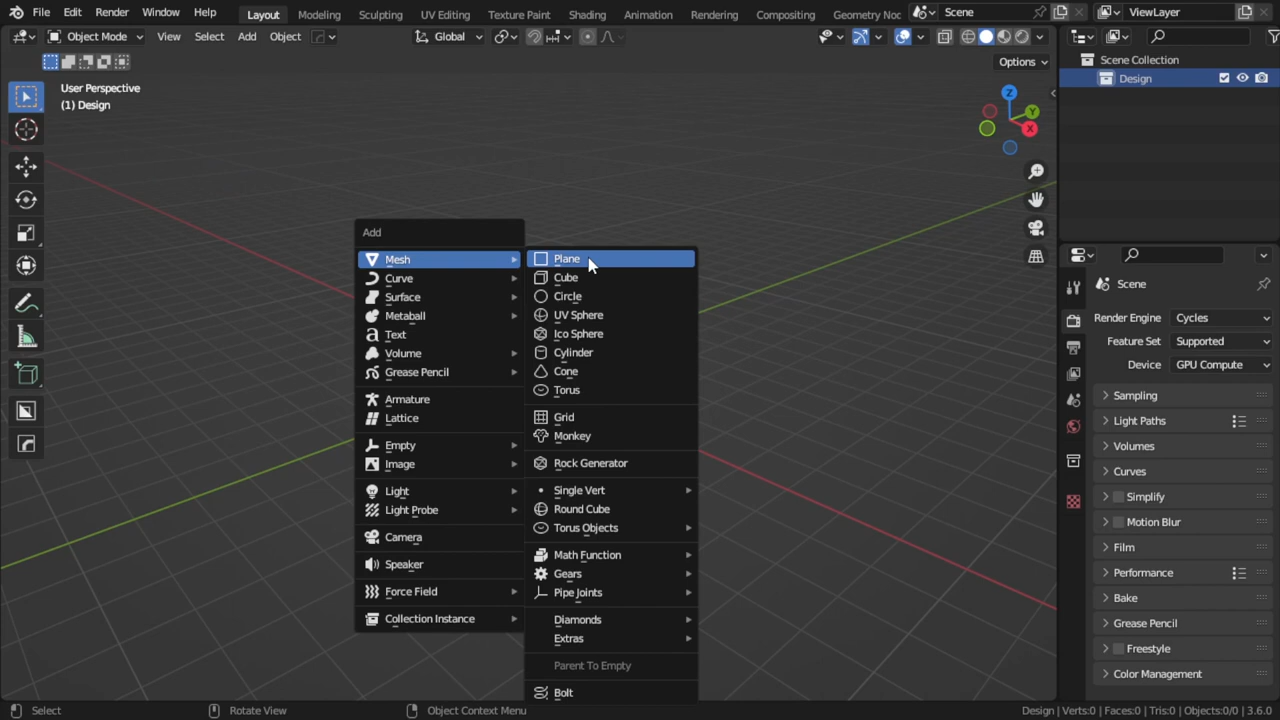 File Edit Render Window Help Layout Modeling Sculpting UV Editing Texture Paint Shading Animation Rendering Compositing Geometry Noc Scene ViewLayer
Object Mode View Select Add Object Global
Options
User Perspective
(1) Design
Z
Y
X
Scene Collection
Design
Add
Mesh
Curve
Surface
Metaball
Text
Volume
Grease Pencil
Armature
Lattice
Empty
Image
Light
Light Probe
Camera
Speaker
Force Field
Collection Instance
Plane
Cube
Circle
UV Sphere
Ico Sphere
Cylinder
Cone
Torus
Grid
Monkey
Rock Generator
Single Vert
Round Cube
Torus Objects
Math Function
Gears
Pipe Joints
Diamonds
Extras
Parent To Empty
Bolt
Scene
Render Engine Cycles
Feature Set Supported
Device GPU Compute
Sampling
Light Paths
Volumes
Curves
Simplify
Motion Blur
Film
Performance
Bake
Grease Pencil
Freestyle
Color Management
Select Rotate View Object Context Menu Design | Verts:0 | Faces:0 | Tris:0 | Objects:0/0 | 3.6.0